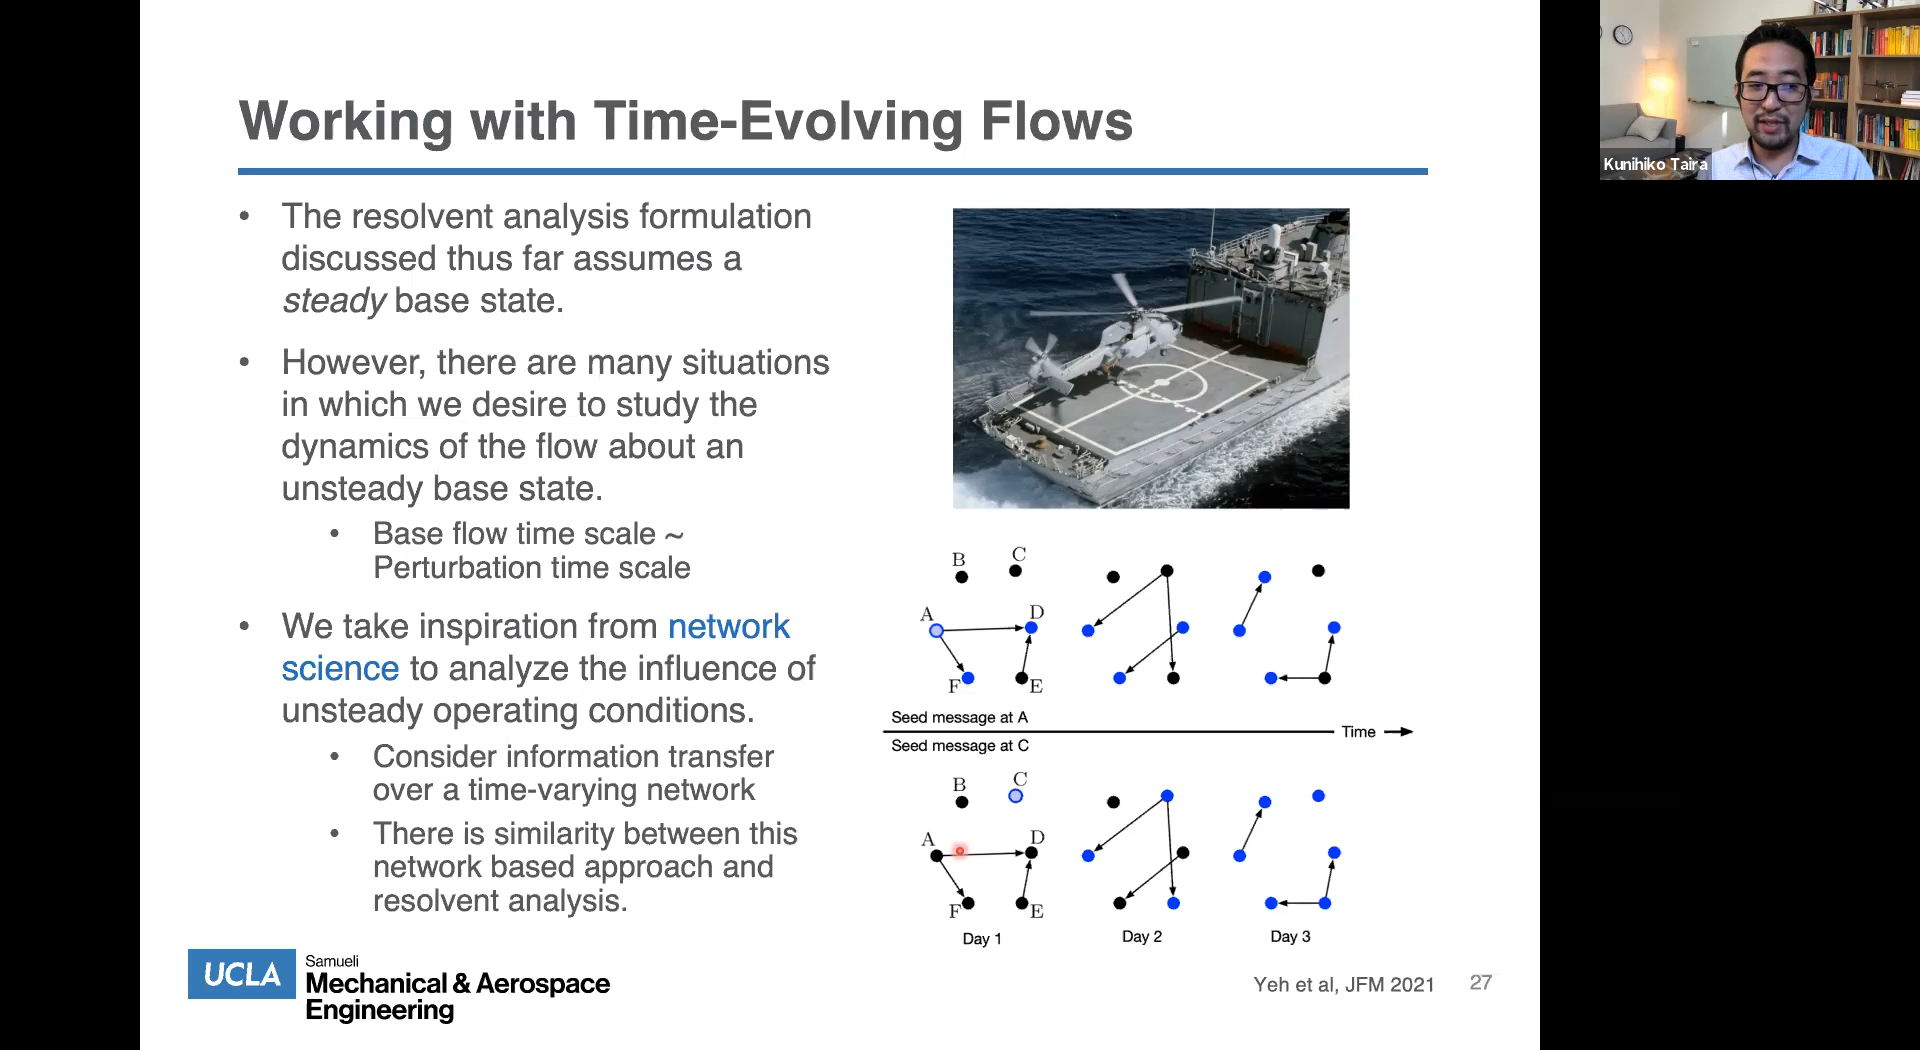 Working with Time-Evolving Flows
• The resolvent analysis formulation
discussed thus far assumes a
steady base state.
• However, there are many situations
in which we desire to study the
dynamics of the flow about an
unsteady base state.
• Base flow time scale ~
Perturbation time scale
• We take inspiration from network
science to analyze the influence of
unsteady operating conditions.
• Consider information transfer
over a time-varying network
• There is similarity between this
network based approach and
resolvent analysis.
B
C
A
D
F
E
Seed message at A
Time
Seed message at C
B
C
A
D
F
E
Day 1
Day 2
Day 3
UCLA
Samueli
Mechanical & Aerospace
Engineering
Yeh et al, JFM 2021
27
Kunihiko Taira